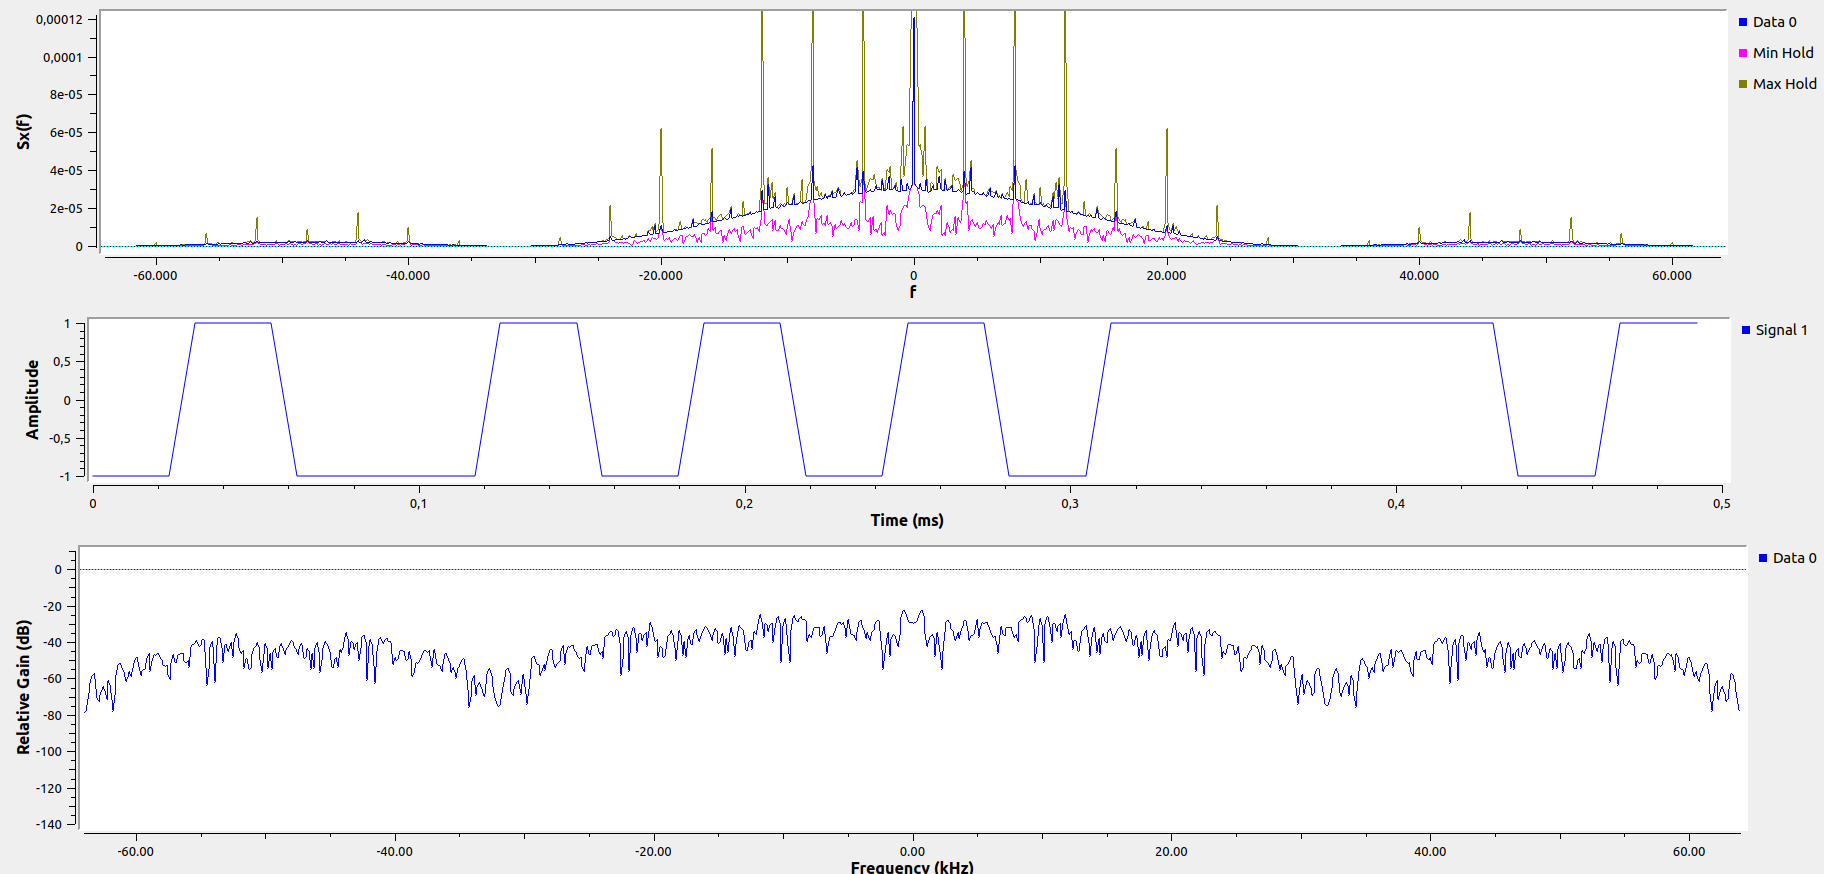 0,00012
0,0001
8e-05
6e-05
4e-05
2e-05
0
Sx(f)
-60.000 -40.000 -20.000 0 20.000 40.000 60.000
f
Data 0
Min Hold
Max Hold
1
0,5
0
-0,5
-1
Amplitude
0 0,1 0,2 0,3 0,4 0,5
Time (ms)
Signal 1
0
-20
-40
-60
-80
-100
-120
-140
Relative Gain (dB)
-60.00 -40.00 -20.00 0.00 20.00 40.00 60.00
Frequency (kHz)
Data 0